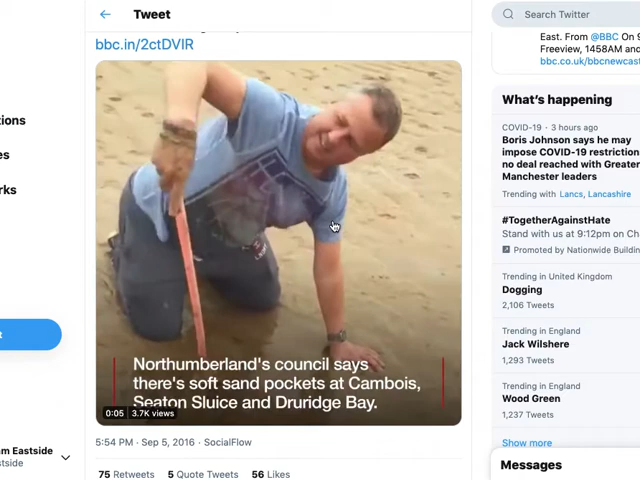 Tweet
Search Twitter
bbc.in/2ctDVIR
East. From @BBC On 9
Freeview, 1458AM and
bbc.co.uk/bbcnewcast
What's happening
COVID-19 · 3 hours ago
Boris Johnson says he may
impose COVID-19 restriction
no deal reached with Greate
Manchester leaders
Trending with Lancs, Lancashire
#TogetherAgainstHate
Stand with us at 9:12pm on Ch
Promoted by Nationwide Buildin
Trending in United Kingdom
Dogging
2,106 Tweets
Trending in England
Jack Wilshere
1,293 Tweets
Trending in England
Wood Green
1,237 Tweets
Show more
Messages
Northumberland's council says
there's soft sand pockets at Cambois,
Seaton Sluice and Druridge Bay.
0:05 3.7K views
5:54 PM · Sep 5, 2016 · SocialFlow
75 Retweets 5 Quote Tweets 56 Likes
tions
es
rks
t
m Eastside
tside